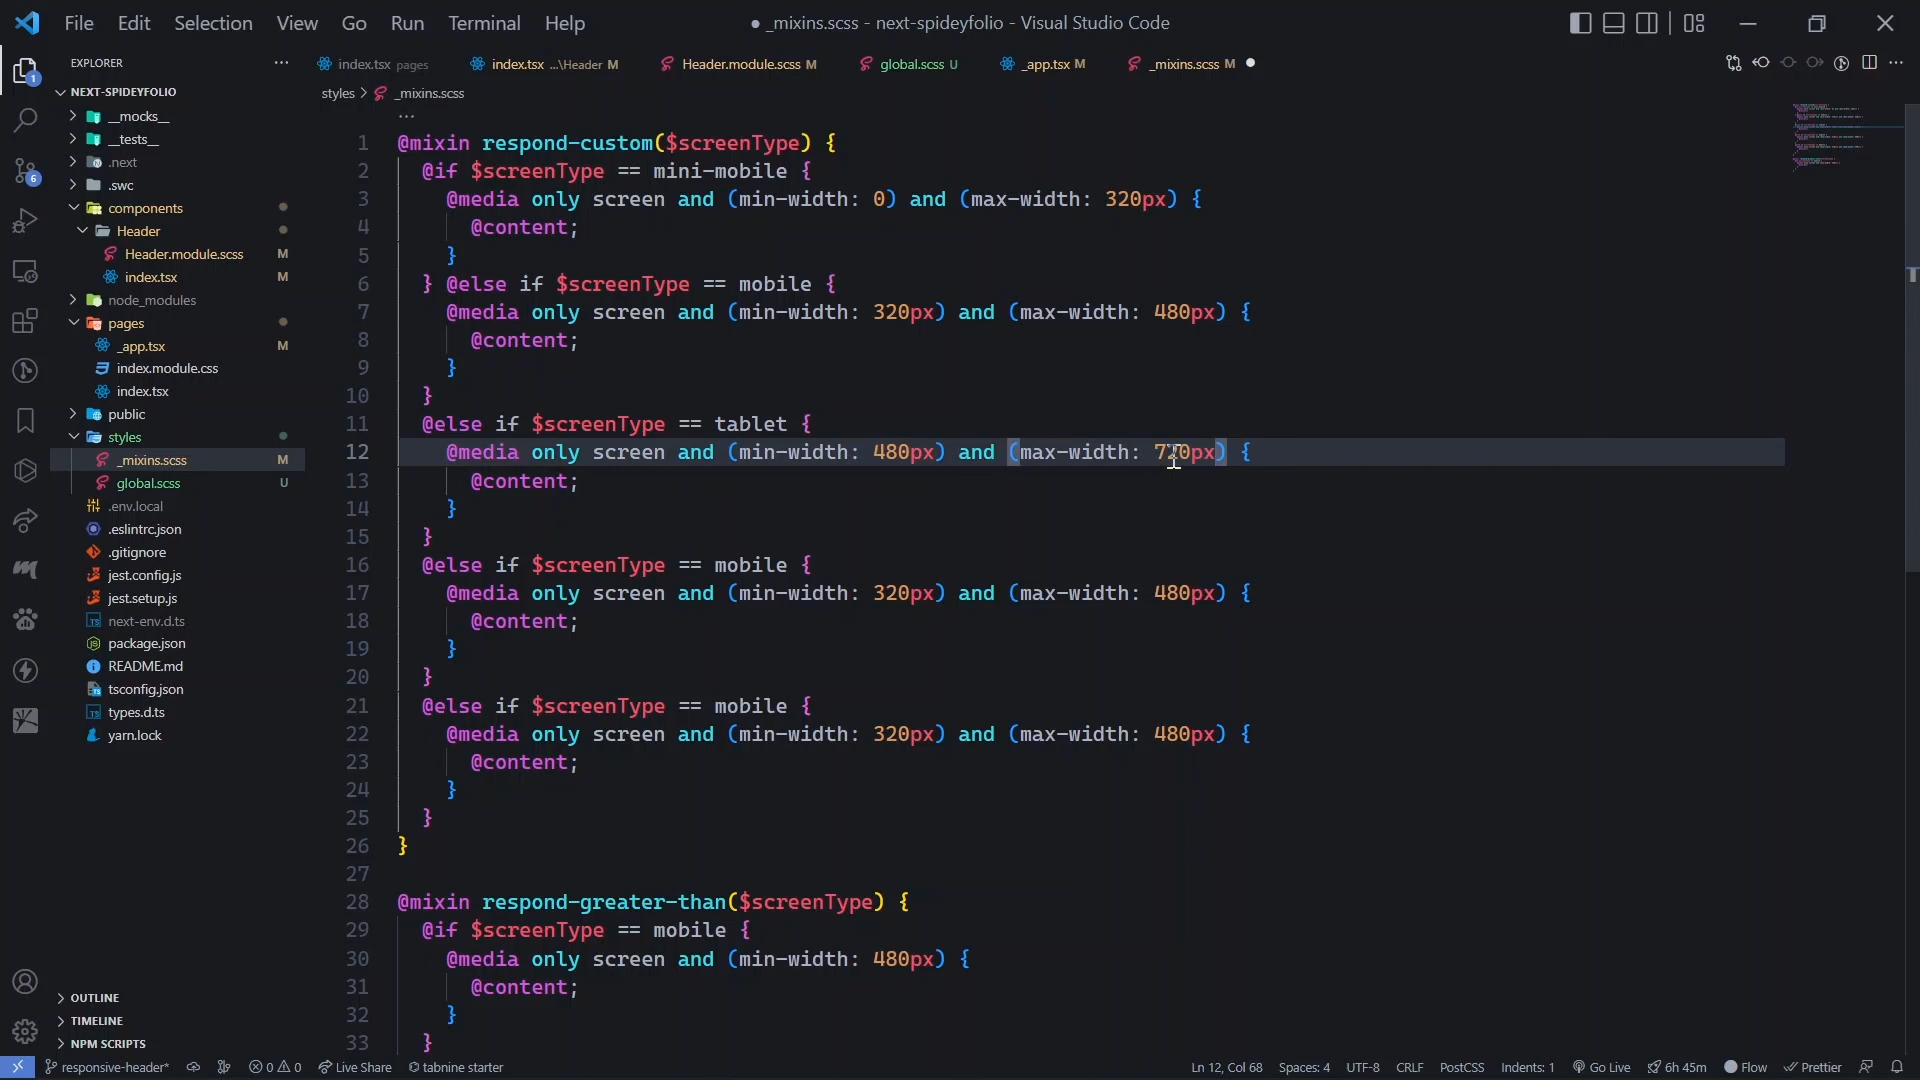 File Edit Selection View Go Run Terminal Help
● _mixins.scss - next-spideyfolio - Visual Studio Code
EXPLORER ...
index.tsx pages
index.tsx ...\Header M
Header.module.scss M
global.scss U
_app.tsx M
_mixins.scss M ●
styles > _mixins.scss
NEXT-SPIDEYFOLIO
__mocks__
__tests__
.next
.swc
components
Header
Header.module.scss M
index.tsx M
node_modules
pages
_app.tsx M
index.module.css
index.tsx
public
styles
_mixins.scss M
global.scss U
.env.local
.eslintrc.json
.gitignore
jest.config.js
jest.setup.js
next-env.d.ts
package.json
README.md
tsconfig.json
types.d.ts
yarn.lock
OUTLINE
TIMELINE
NPM SCRIPTS
1
6
...
1 @mixin respond-custom($screenType) {
2 @if $screenType == mini-mobile {
3 @media only screen and (min-width: 0) and (max-width: 320px) {
4 @content;
5 }
6 } @else if $screenType == mobile {
7 @media only screen and (min-width: 320px) and (max-width: 480px) {
8 @content;
9 }
10 }
11 @else if $screenType == tablet {
12 @media only screen and (min-width: 480px) and (max-width: 720px) {
13 @content;
14 }
15 }
16 @else if $screenType == mobile {
17 @media only screen and (min-width: 320px) and (max-width: 480px) {
18 @content;
19 }
20 }
21 @else if $screenType == mobile {
22 @media only screen and (min-width: 320px) and (max-width: 480px) {
23 @content;
24 }
25 }
26 }
27
28 @mixin respond-greater-than($screenType) {
29 @if $screenType == mobile {
30 @media only screen and (min-width: 480px) {
31 @content;
32 }
33 }
responsive-header* 0 0 Live Share tabnine starter Ln 12, Col 68 Spaces: 4 UTF-8 CRLF PostCSS Indents: 1 Go Live 6h 45m Flow Prettier